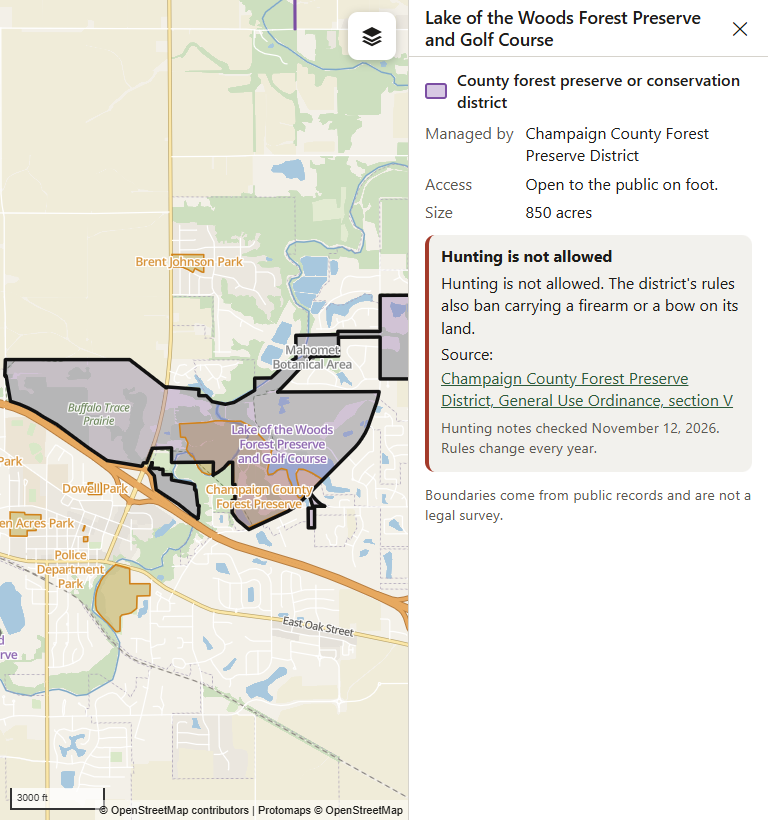 Lake of the Woods Forest Preserve
and Golf Course
County forest preserve or conservation
district
Managed by Champaign County Forest
Preserve District
Access Open to the public on foot.
Size 850 acres
Hunting is not allowed
Hunting is not allowed. The district's rules
also ban carrying a firearm or a bow on its
land.
Source:
Champaign County Forest Preserve
District, General Use Ordinance, section V
Hunting notes checked November 12, 2026.
Rules change every year.
Boundaries come from public records and are not a
legal survey.
Brent Johnson Park
Mahomet
Botanical Area
Buffalo Trace
Prairie
Lake of the Woods
Forest Preserve
and Golf Course
Park
Dowell Park
Champaign County
Forest Preserve
en Acres Park
Police
Department
Park
East Oak Street
d
rve
3000 ft
© OpenStreetMap contributors | Protomaps © OpenStreetMap